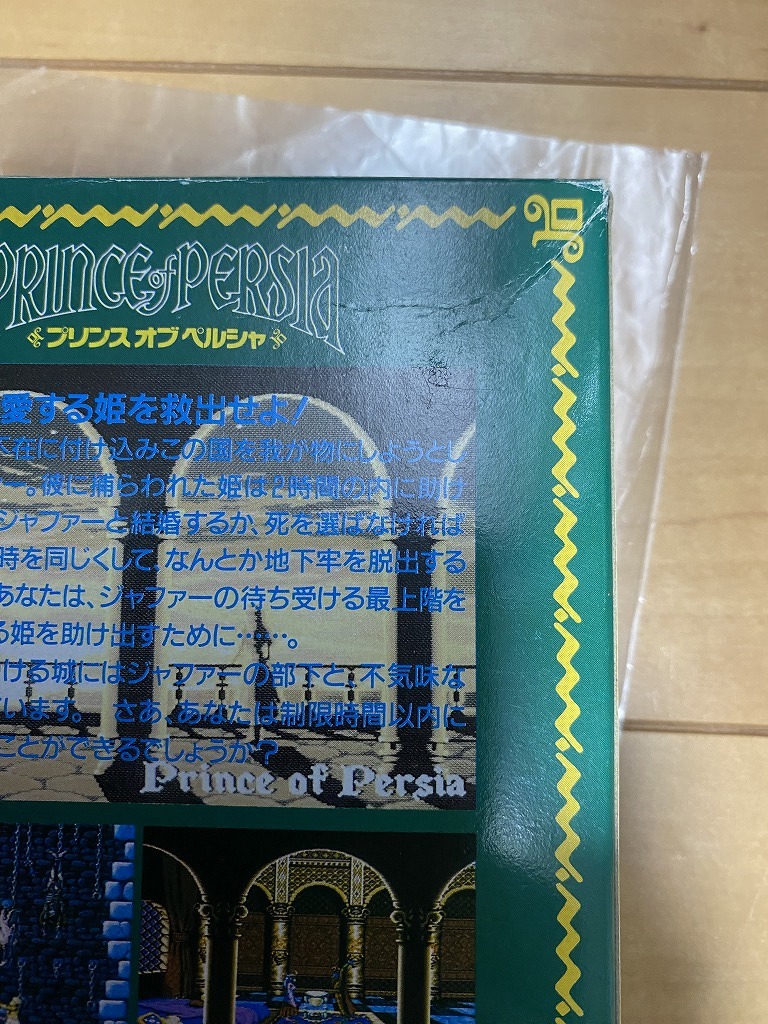 PRINCE of PERSIA
プリンス オブ ペルシャ
愛する姫を救出せよ!
不在に付け込みこの国を我が物にしようとし
ー。彼に捕らわれた姫は2時間の内に助け
ジャファーと結婚するか、死を選ばなければ
時を同じくして、なんとか地下牢を脱出する
あなたは、ジャファーの待ち受ける最上階を
る姫を助け出すために……。
ける城にはジャファーの部下と、不気味な
います。 さあ、あなたは制限時間以内に
ことができるでしょうか?
Prince of Persia